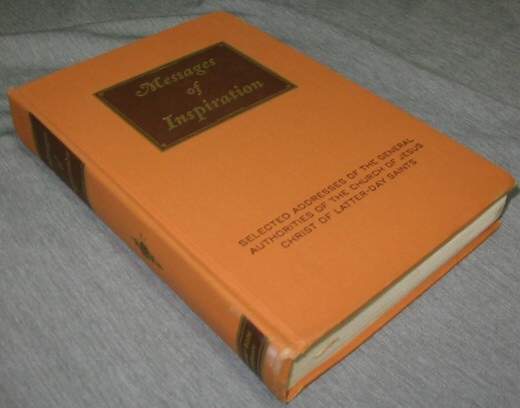 Messages
of
Inspiration
SELECTED ADDRESSES OF THE GENERAL
AUTHORITIES OF THE CHURCH OF JESUS
CHRIST OF LATTER-DAY SAINTS